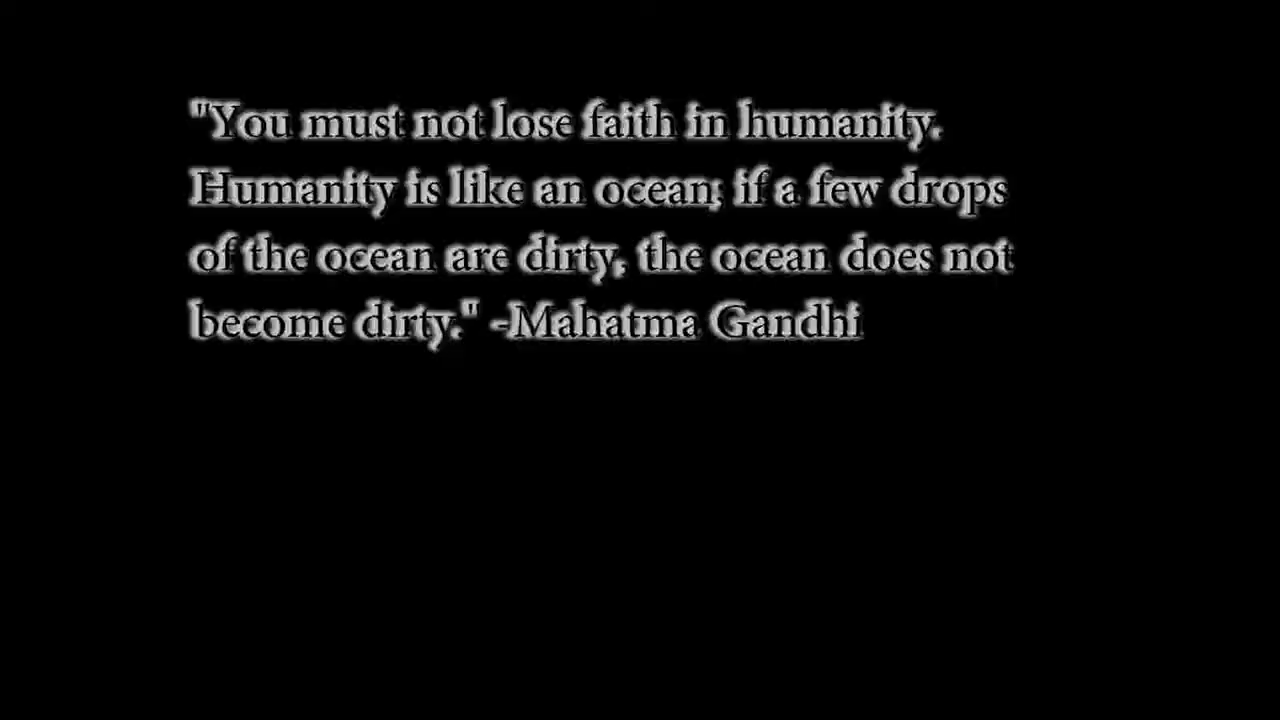 "You must not lose faith in humanity.
Humanity is like an ocean; if a few drops
of the ocean are dirty, the ocean does not
become dirty." -Mahatma Gandhi